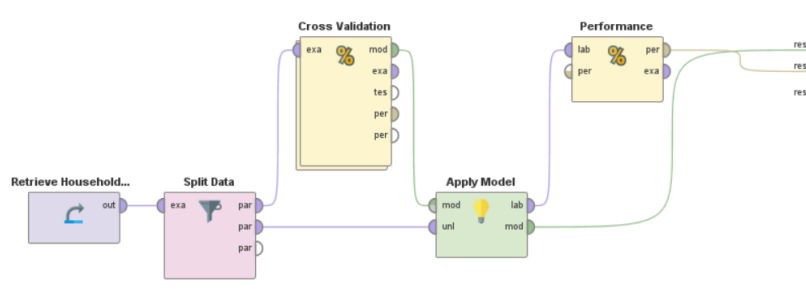 Cross Validation
exa mod
exa
tes
per
per
Performance
lab per
per exa
res
res
res
Retrieve Household...
out
Split Data
exa par
par
par
Apply Model
mod lab
unl mod